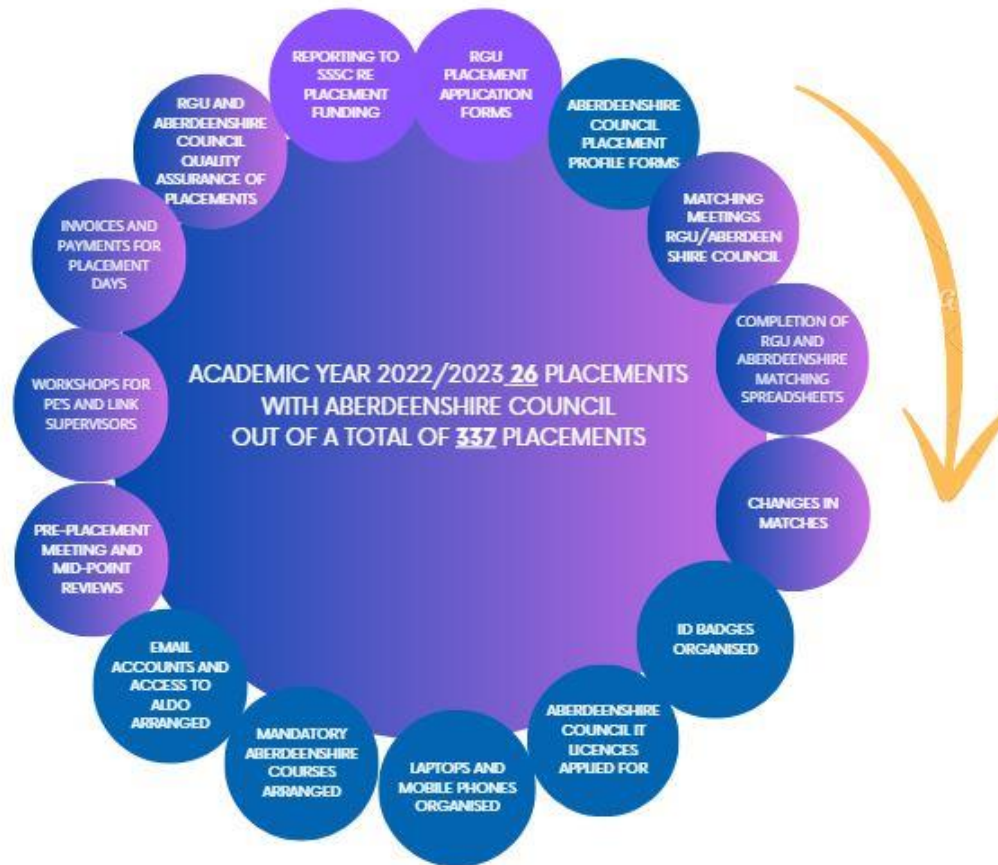 REPORTING TO
SSSC RE
PLACEMENT
FUNDING
RGU
PLACEMENT
APPLICATION
FORMS
ABERDEENSHIRE
COUNCIL
PLACEMENT
PROFILE FORMS
MATCHING
MEETINGS
RGU/ABERDEEN
SHIRE COUNCIL
COMPLETION OF
RGU AND
ABERDEENSHIRE
MATCHING
SPREADSHEETS
CHANGES IN
MATCHES
ID BADGES
ORGANISED
ABERDEENSHIRE
COUNCIL IT
LICENCES
APPLIED FOR
LAPTOPS AND
MOBILE PHONES
ORGANISED
MANDATORY
ABERDEENSHIRE
COURSES
ARRANGED
EMAIL
ACCOUNTS AND
ACCESS TO
ALDO
ARRANGED
PRE-PLACEMENT
MEETING AND
MID-POINT
REVIEWS
WORKSHOPS FOR
PE'S AND LINK
SUPERVISORS
INVOICES AND
PAYMENTS FOR
PLACEMENT
DAYS
RGU AND
ABERDEENSHIRE
COUNCIL
QUALITY
ASSURANCE OF
PLACEMENTS
ACADEMIC YEAR 2022/2023 26 PLACEMENTS
WITH ABERDEENSHIRE COUNCIL
OUT OF A TOTAL OF 337 PLACEMENTS